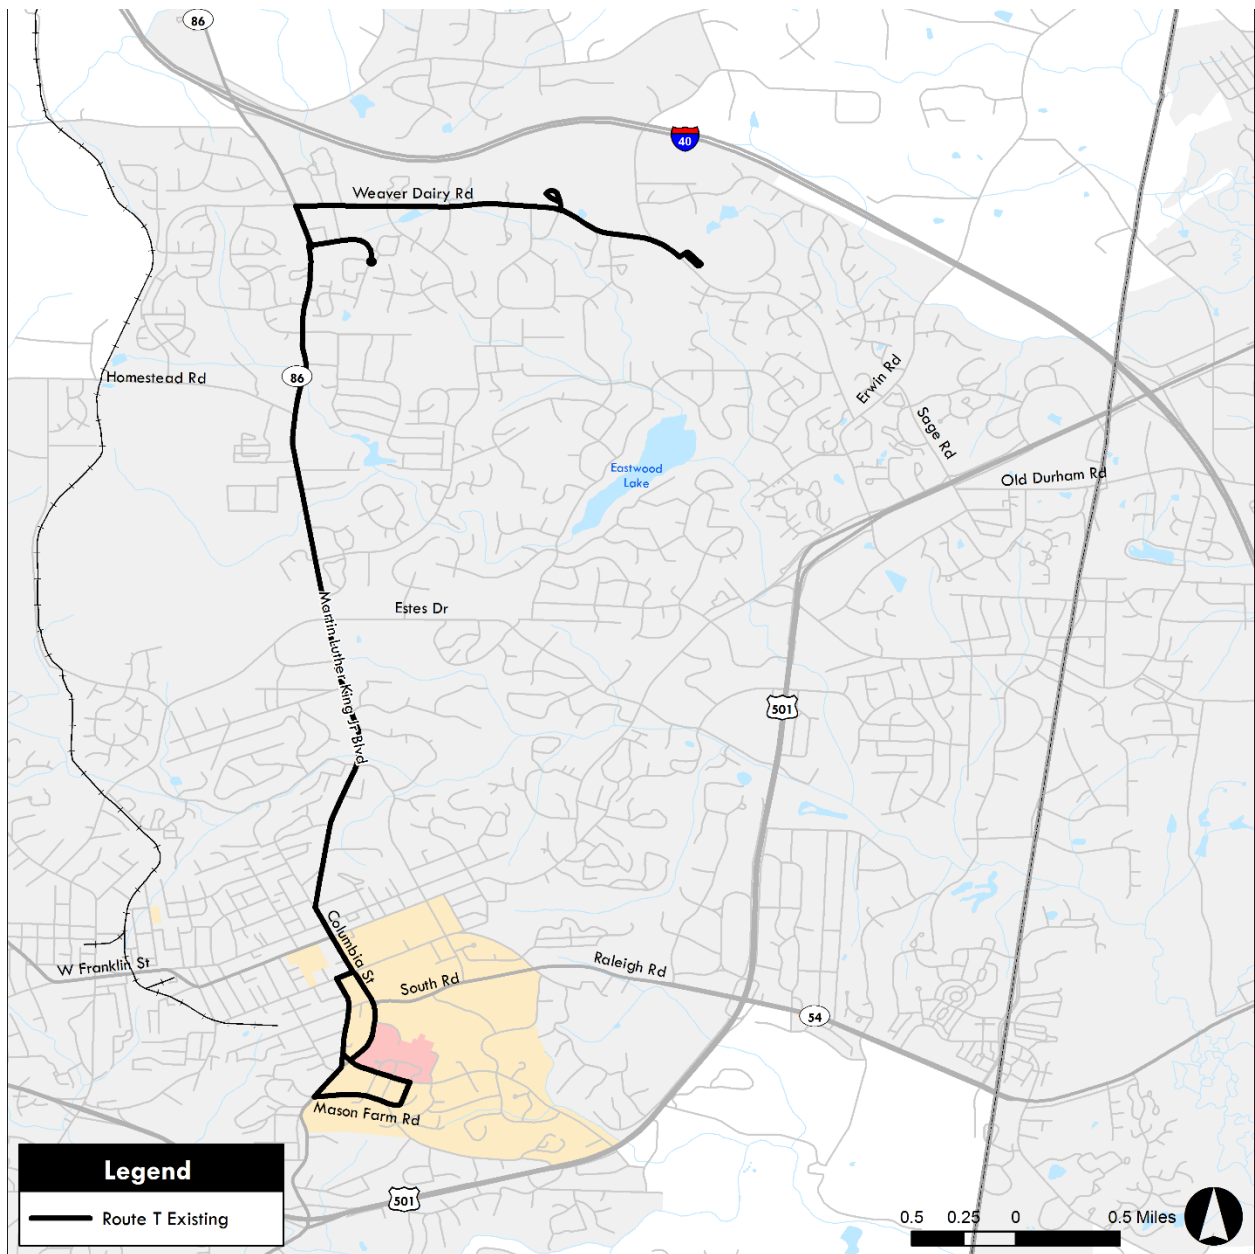 86
40
Weaver Dairy Rd
86
Homestead Rd
Erwin Rd
Sage Rd
Eastwood
Lake
Old Durham Rd
Estes Dr
Martin Luther King Jr Blvd
501
Columbia St
W Franklin St
South Rd
Raleigh Rd
54
Mason Farm Rd
501
Legend
Route T Existing
0.5 0.25 0 0.5 Miles